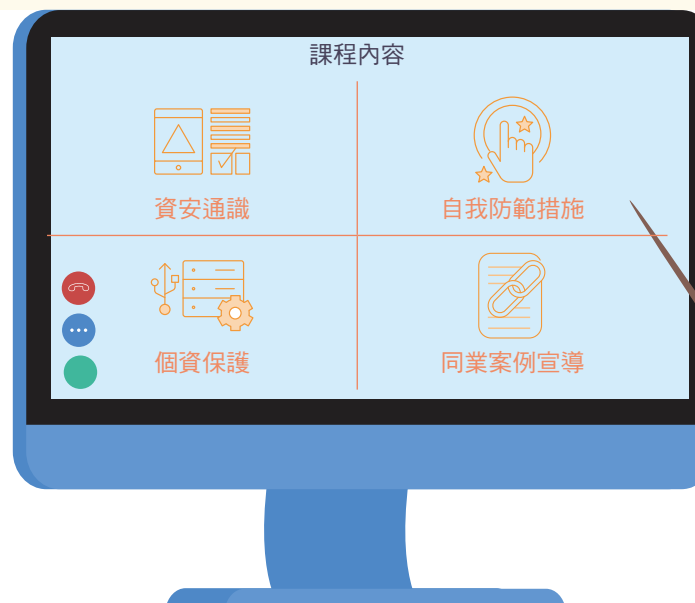 課程內容
資安通識
自我防範措施
個資保護
同業案例宣導